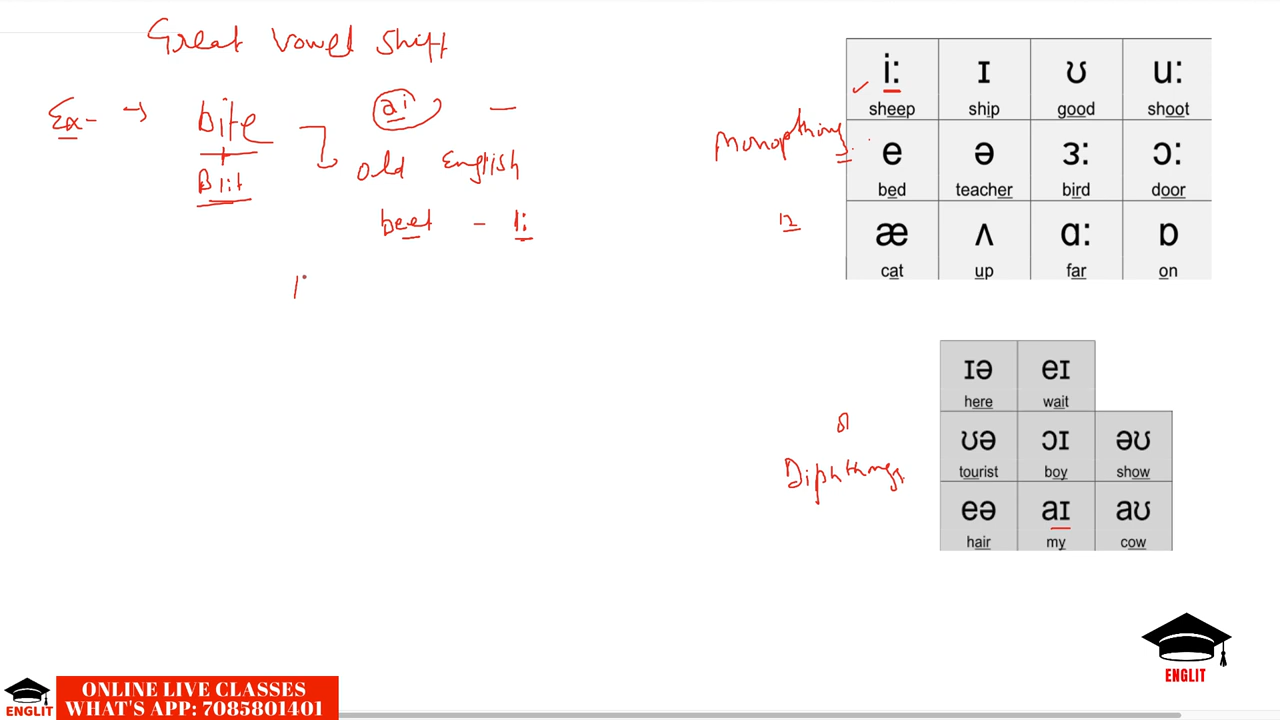 Great Vowel Shift
Ex- → bite ai -
Blit
Old English
beet - i:
Monopthong
12
i: ɪ ʊ u:
sheep ship good shoot
e ə ɜ: ɔ:
bed teacher bird door
æ ʌ ɑ: ɒ
cat up far on
ɪə eɪ
here wait
ʊə ɔɪ əʊ
tourist boy show
eə aɪ aʊ
hair my cow
8
Diphthongs
ENGLIT
ENGLIT
ONLINE LIVE CLASSES
WHAT'S APP: 7085801401